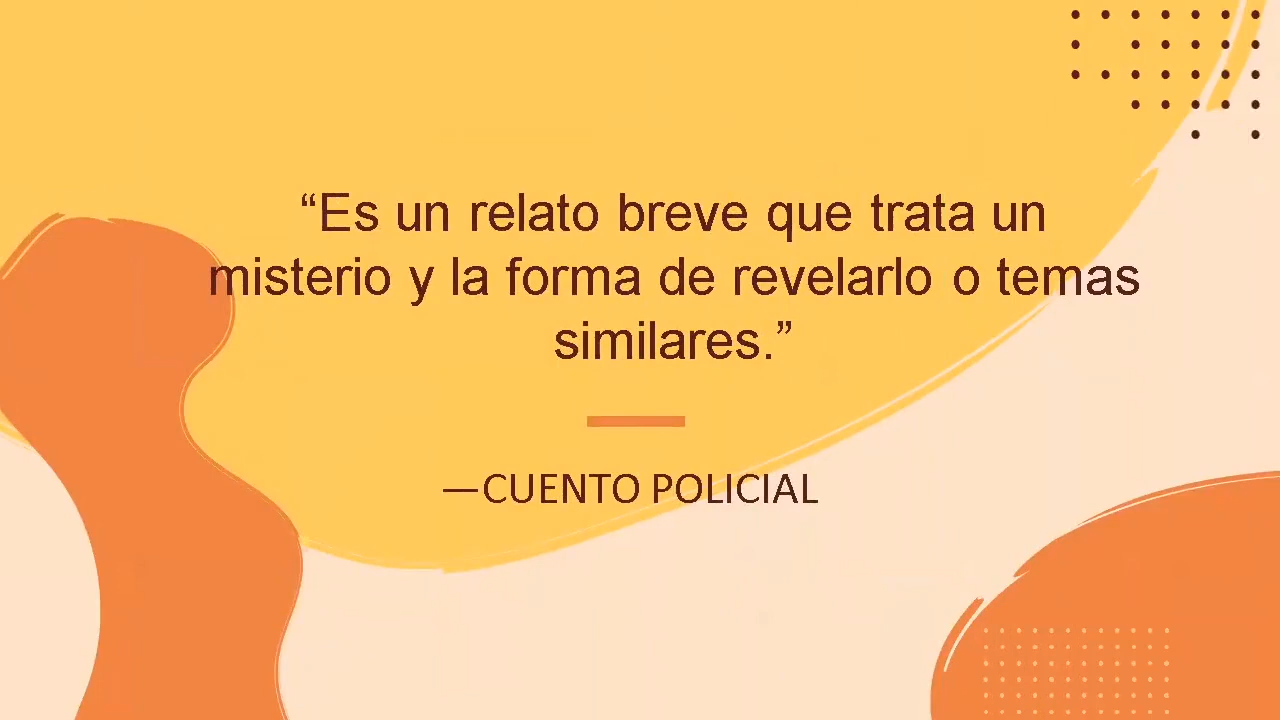 “Es un relato breve que trata un
misterio y la forma de revelarlo o temas
similares.”
—CUENTO POLICIAL